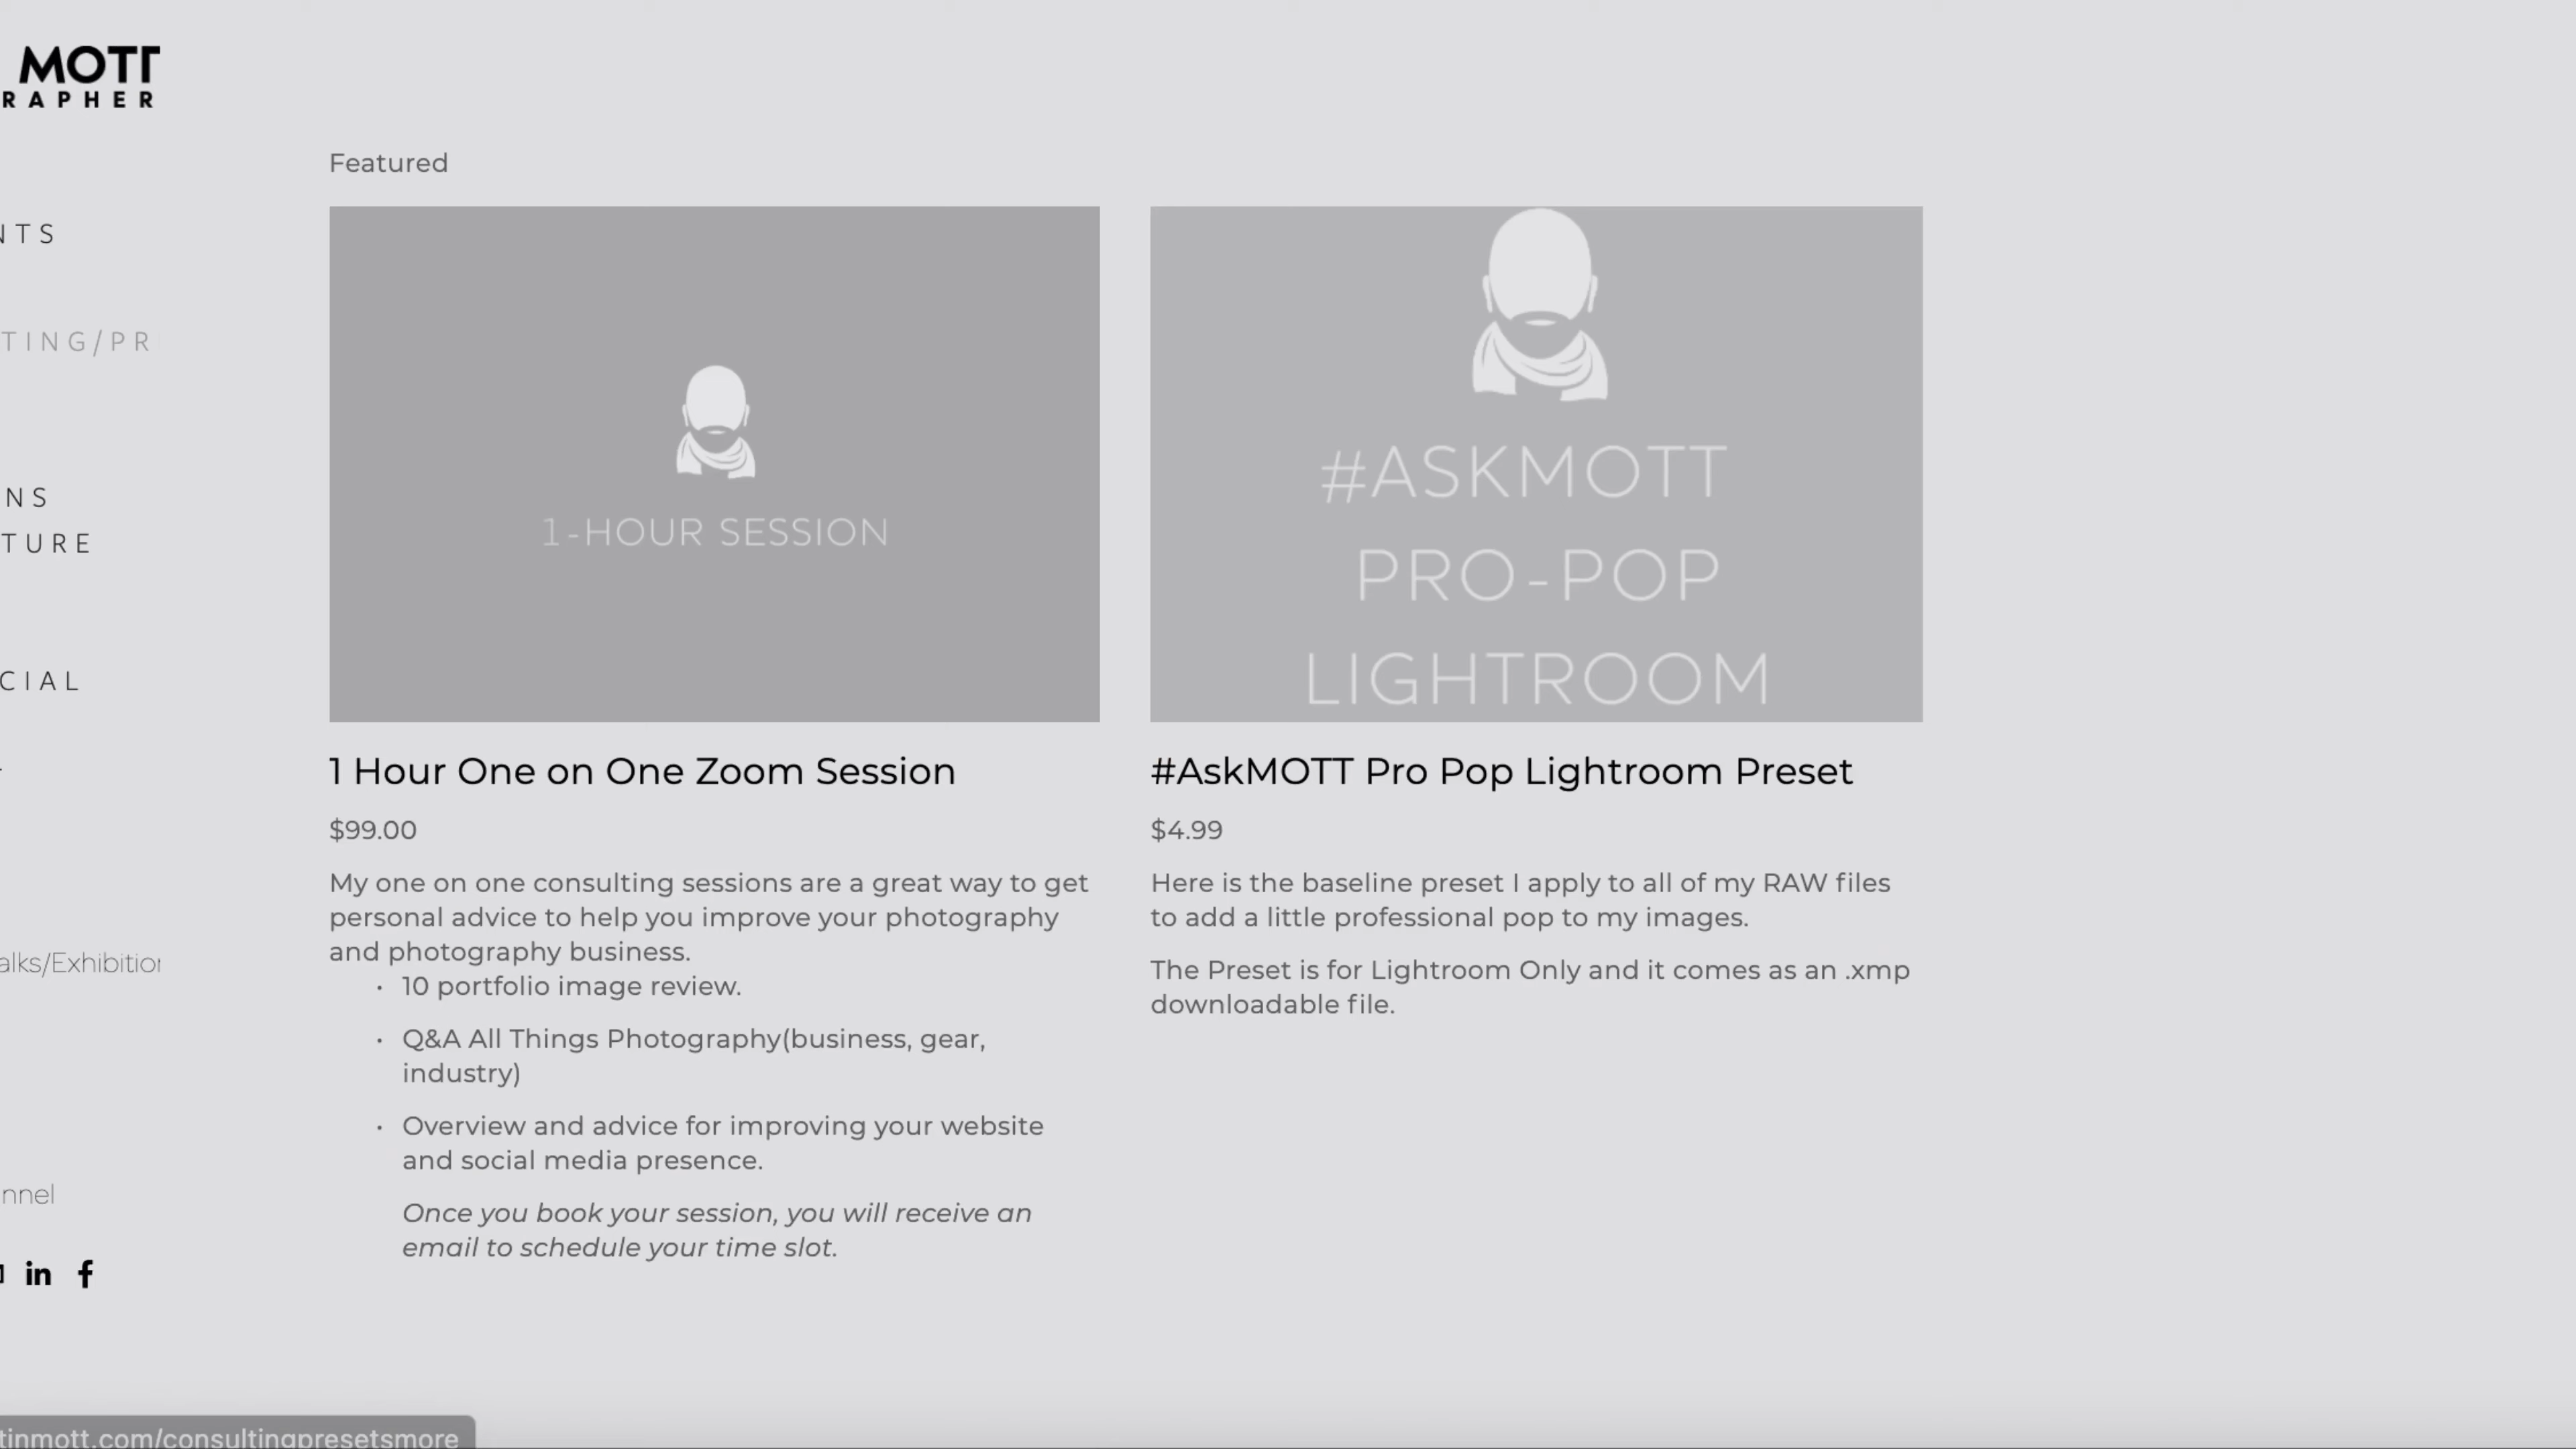 MOTT
RAPHER
NTS
TING/PR
NS
TURE
CIAL
alks/Exhibition
nnel
in f
Featured
1-HOUR SESSION
1 Hour One on One Zoom Session
$99.00
My one on one consulting sessions are a great way to get
personal advice to help you improve your photography
and photography business.
• 10 portfolio image review.
• Q&A All Things Photography(business, gear,
industry)
• Overview and advice for improving your website
and social media presence.
Once you book your session, you will receive an
email to schedule your time slot.
#ASKMOTT
PRO-POP
LIGHTROOM
#AskMOTT Pro Pop Lightroom Preset
$4.99
Here is the baseline preset I apply to all of my RAW files
to add a little professional pop to my images.
The Preset is for Lightroom Only and it comes as an .xmp
downloadable file.
tinmott.com/consultingpresetsmore